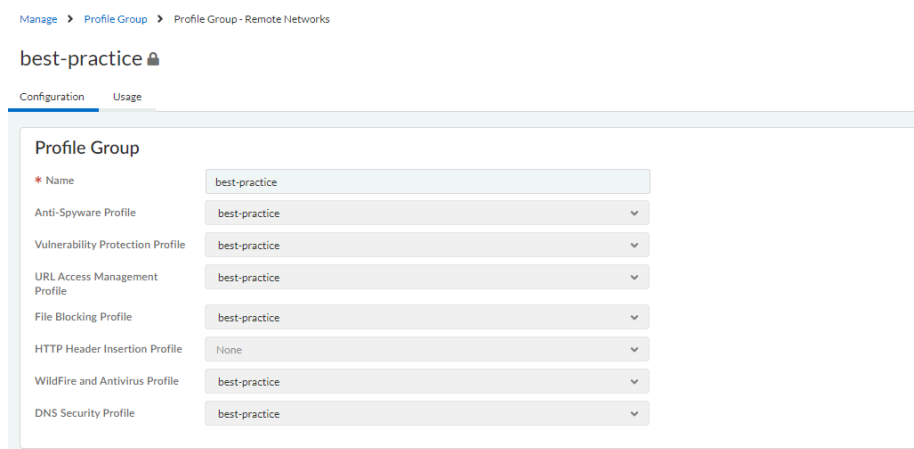 Manage > Profile Group > Profile Group - Remote Networks
best-practice
Configuration Usage
Profile Group
* Name best-practice
Anti-Spyware Profile best-practice
Vulnerability Protection Profile best-practice
URL Access Management
Profile best-practice
File Blocking Profile best-practice
HTTP Header Insertion Profile None
WildFire and Antivirus Profile best-practice
DNS Security Profile best-practice